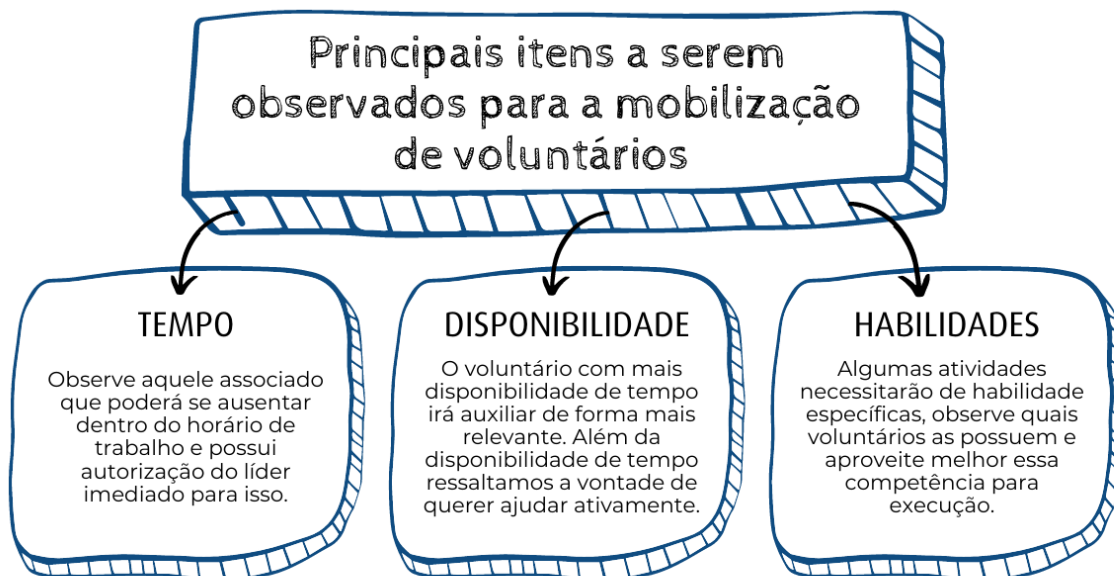 Principais itens a serem
observados para a mobilização
de voluntários
TEMPO
Observe aquele associado
que poderá se ausentar
dentro do horário de
trabalho e possui
autorização do líder
imediado para isso.
DISPONIBILIDADE
O voluntário com mais
disponibilidade de tempo
irá auxiliar de forma mais
relevante. Além da
disponibilidade de tempo
ressaltamos a vontade de
querer ajudar ativamente.
HABILIDADES
Algumas atividades
necessitarão de habilidade
específicas, observe quais
voluntários as possuem e
aproveite melhor essa
competência para
execução.